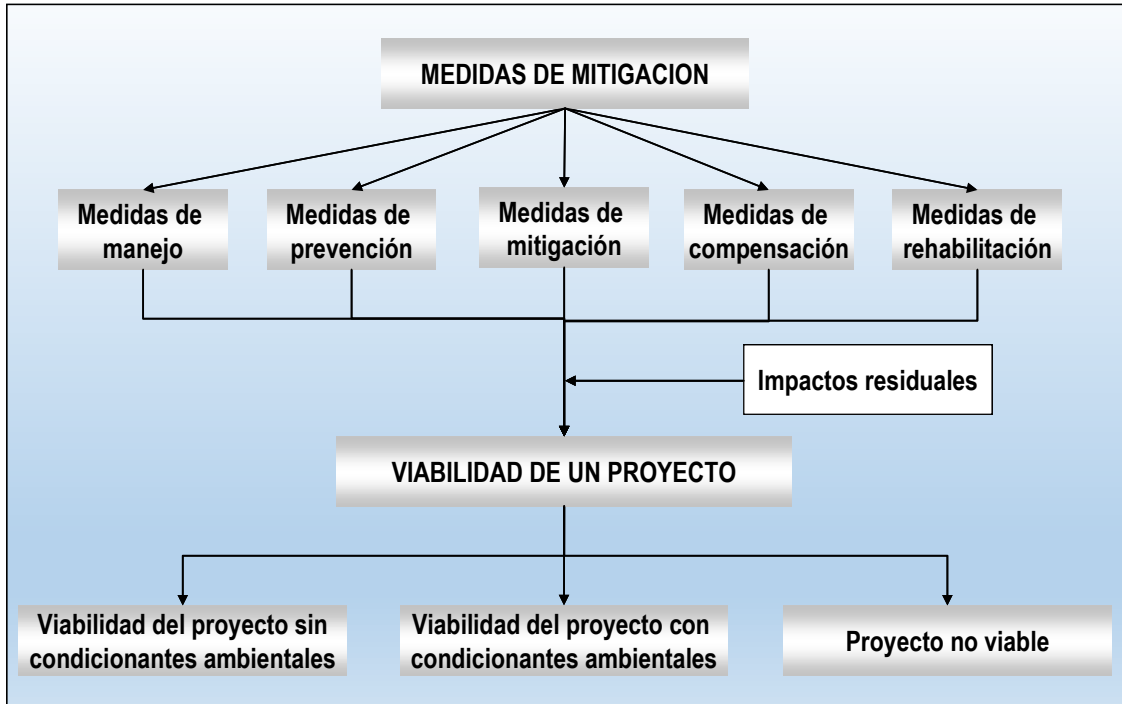 MEDIDAS DE MITIGACION
Medidas de
manejo
Medidas de
prevención
Medidas de
mitigación
Medidas de
compensación
Medidas de
rehabilitación
Impactos residuales
VIABILIDAD DE UN PROYECTO
Viabilidad del proyecto sin
condicionantes ambientales
Viabilidad del proyecto con
condicionantes ambientales
Proyecto no viable